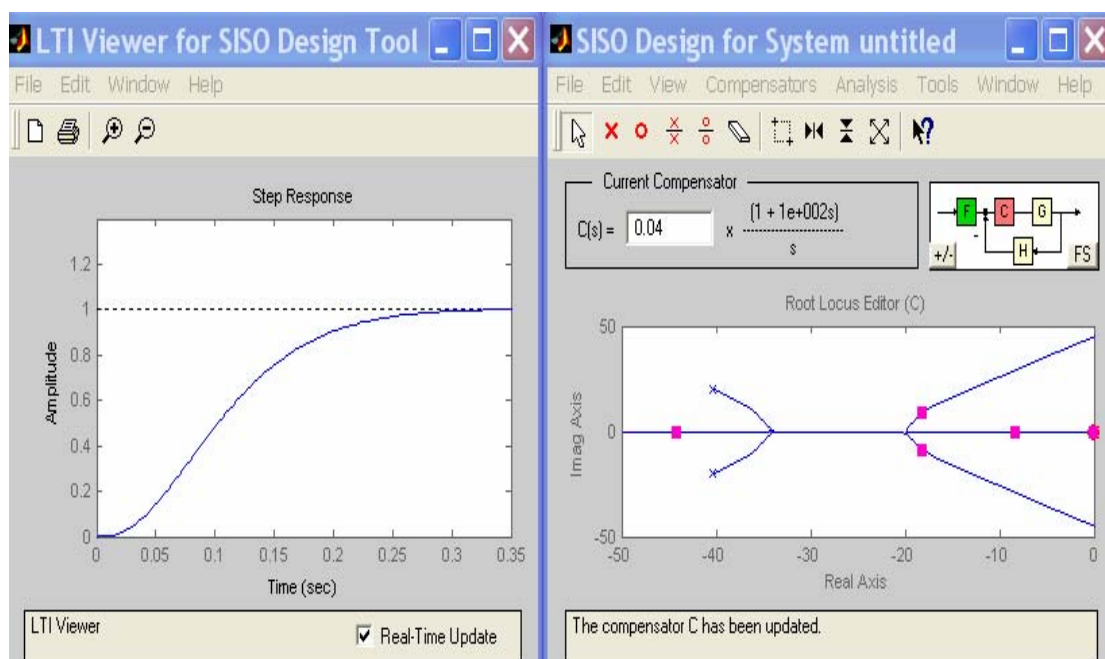 LTI Viewer for SISO Design Tool
File Edit Window Help
Step Response
Amplitude
1.2
1
0.8
0.6
0.4
0.2
0
0 0.05 0.1 0.15 0.2 0.25 0.3 0.35
Time (sec)
LTI Viewer
Real-Time Update
SISO Design for System untitled
File Edit View Compensators Analysis Tools Window Help
Current Compensator
C(s) = 0.04 x (1 + 1e+002s)
s
F C G
-
H
+/- FS
Root Locus Editor (C)
Imag Axis
50
0
-50
-50 -40 -30 -20 -10 0
Real Axis
The compensator C has been updated.